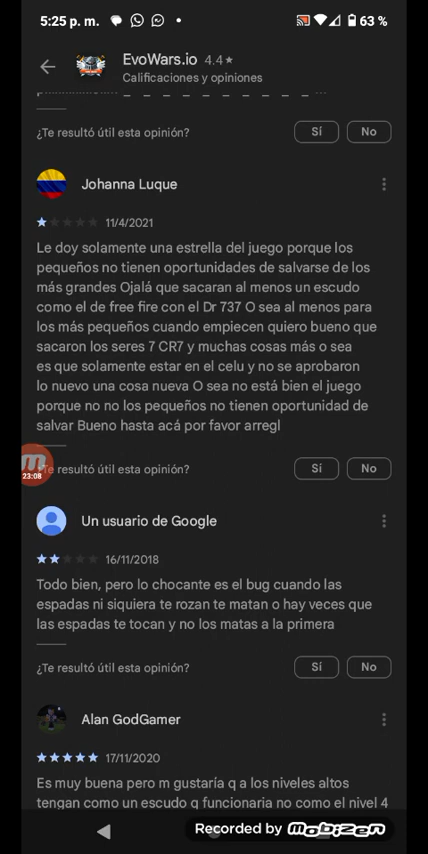 5:25 p. m.
63 %
EvoWars.io 4.4★
Calificaciones y opiniones
¿Te resultó útil esta opinión? Sí No
Johanna Luque
11/4/2021
Le doy solamente una estrella del juego porque los
pequeños no tienen oportunidades de salvarse de los
más grandes Ojalá que sacaran al menos un escudo
como el de free fire con el Dr 737 O sea al menos para
los más pequeños cuando empiecen quiero bueno que
sacaron los seres 7 CR7 y muchas cosas más o sea
es que solamente estar en el celu y no se aprobaron
lo nuevo una cosa nueva O sea no está bien el juego
porque no no los pequeños no tienen oportunidad de
salvar Bueno hasta acá por favor arregl
Te resultó útil esta opinión? Sí No
23:08
Un usuario de Google
16/11/2018
Todo bien, pero lo chocante es el bug cuando las
espadas ni siquiera te rozan te matan o hay veces que
las espadas te tocan y no los matas a la primera
¿Te resultó útil esta opinión? Sí No
Alan GodGamer
17/11/2020
Es muy buena pero m gustaría q a los niveles altos
tengan como un escudo q funcionaria no como el nivel 4
Recorded by Mobizen